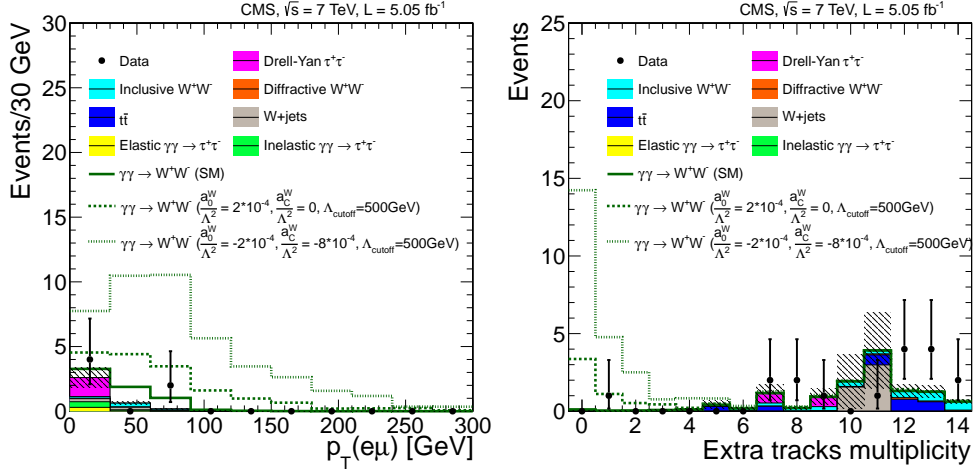 CMS, √s = 7 TeV, L = 5.05 fb⁻¹
Events/30 GeV
30
25
20
15
10
5
0
Data
Drell-Yan τ⁺τ⁻
Inclusive W⁺W⁻
Diffractive W⁺W⁻
tt̄
W+jets
Elastic γγ → τ⁺τ⁻
Inelastic γγ → τ⁺τ⁻
γγ → W⁺W⁻ (SM)
γγ → W⁺W⁻ (a₀ᵂ/Λ² = 2*10⁻⁴, a_Cᵂ/Λ² = 0, Λcutoff=500GeV)
γγ → W⁺W⁻ (a₀ᵂ/Λ² = -2*10⁻⁴, a_Cᵂ/Λ² = -8*10⁻⁴, Λcutoff=500GeV)
0 50 100 150 200 250 300
p_T(eμ) [GeV]
CMS, √s = 7 TeV, L = 5.05 fb⁻¹
Events
25
20
15
10
5
0
Data
Drell-Yan τ⁺τ⁻
Inclusive W⁺W⁻
Diffractive W⁺W⁻
tt̄
W+jets
Elastic γγ → τ⁺τ⁻
Inelastic γγ → τ⁺τ⁻
γγ → W⁺W⁻ (SM)
γγ → W⁺W⁻ (a₀ᵂ/Λ² = 2*10⁻⁴, a_Cᵂ/Λ² = 0, Λcutoff=500GeV)
γγ → W⁺W⁻ (a₀ᵂ/Λ² = -2*10⁻⁴, a_Cᵂ/Λ² = -8*10⁻⁴, Λcutoff=500GeV)
0 2 4 6 8 10 12 14
Extra tracks multiplicity